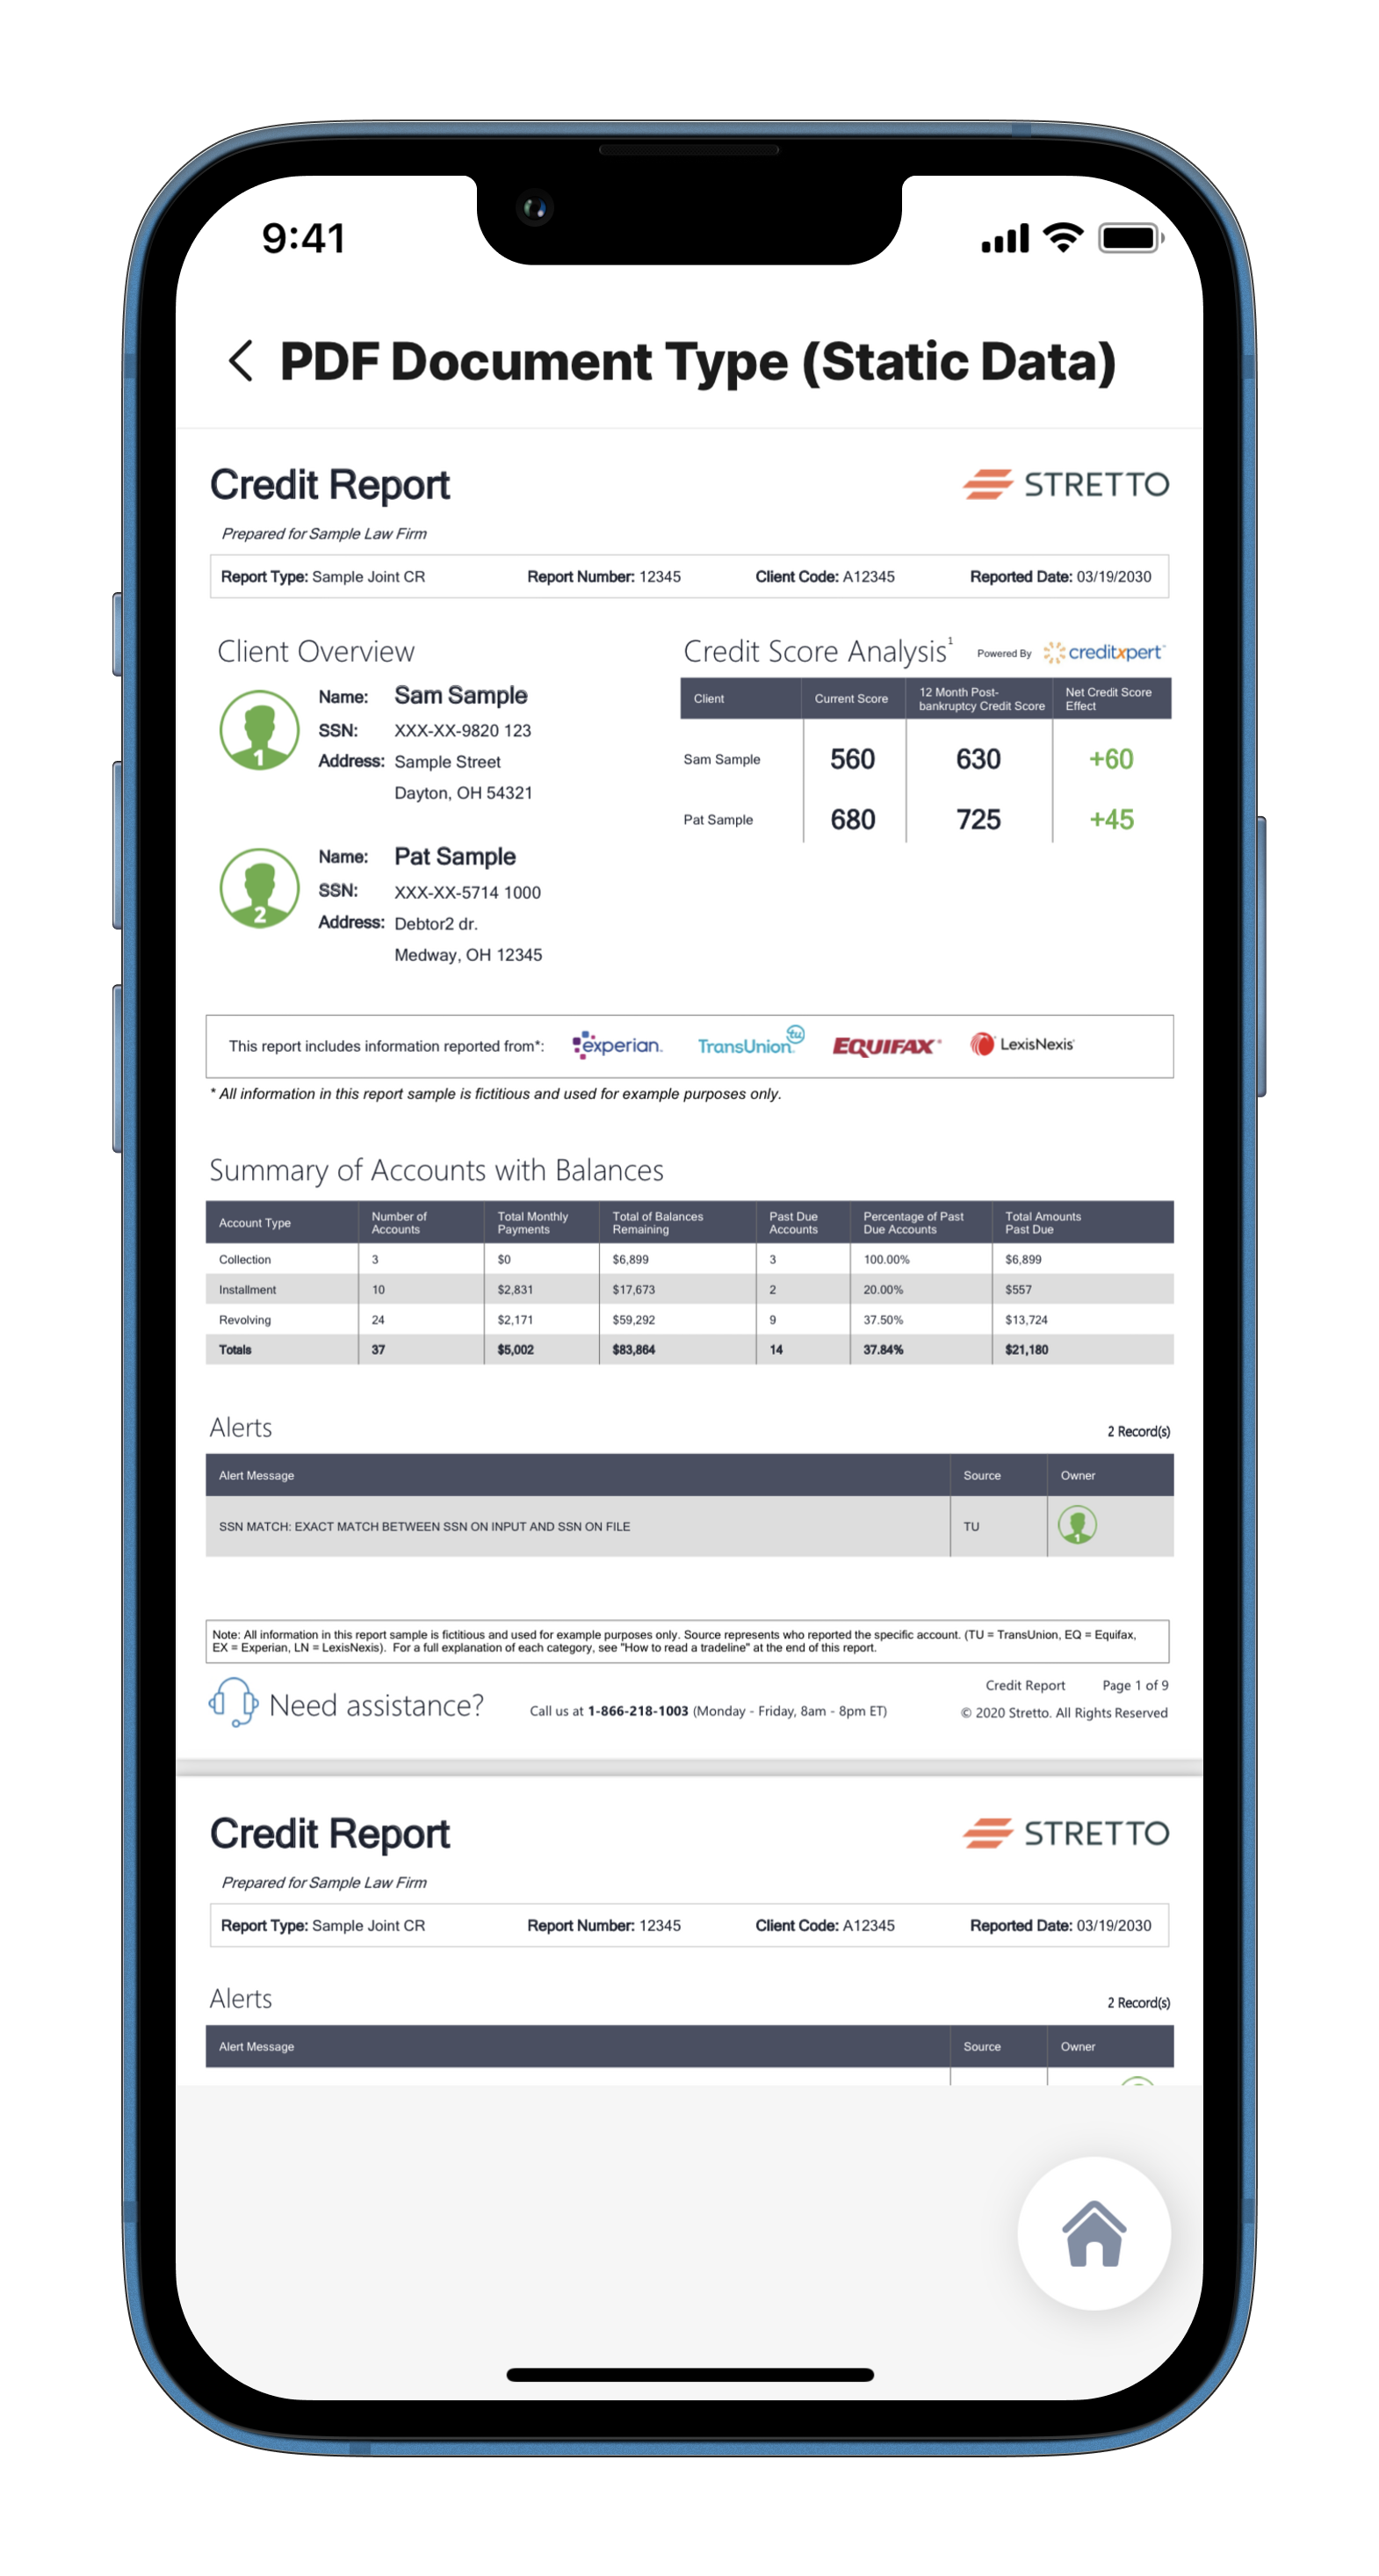 9:41
PDF Document Type (Static Data)
Credit Report
STRETTO
Prepared for Sample Law Firm
Report Type: Sample Joint CR Report Number: 12345 Client Code: A12345 Reported Date: 03/19/2030
Client Overview
1
Name: Sam Sample
SSN: XXX-XX-9820 123
Address: Sample Street
Dayton, OH 54321
2
Name: Pat Sample
SSN: XXX-XX-5714 1000
Address: Debtor2 dr.
Medway, OH 12345
Credit Score Analysis1 Powered By creditxpert
Client Current Score 12 Month Post-bankruptcy Credit Score Net Credit Score Effect
Sam Sample 560 630 +60
Pat Sample 680 725 +45
This report includes information reported from*: experian. TransUnion tu EQUIFAX LexisNexis
* All information in this report sample is fictitious and used for example purposes only.
Summary of Accounts with Balances
Account Type Number of Accounts Total Monthly Payments Total of Balances Remaining Past Due Accounts Percentage of Past Due Accounts Total Amounts Past Due
Collection 3 $0 $6,899 3 100.00% $6,899
Installment 10 $2,831 $17,673 2 20.00% $557
Revolving 24 $2,171 $59,292 9 37.50% $13,724
Totals 37 $5,002 $83,864 14 37.84% $21,180
Alerts 2 Record(s)
Alert Message Source Owner
SSN MATCH: EXACT MATCH BETWEEN SSN ON INPUT AND SSN ON FILE TU 1
Note: All information in this report sample is fictitious and used for example purposes only. Source represents who reported the specific account. (TU = TransUnion, EQ = Equifax,
EX = Experian, LN = LexisNexis). For a full explanation of each category, see "How to read a tradeline" at the end of this report.
Need assistance? Call us at 1-866-218-1003 (Monday - Friday, 8am - 8pm ET)
Credit Report Page 1 of 9
© 2020 Stretto. All Rights Reserved
Credit Report
STRETTO
Prepared for Sample Law Firm
Report Type: Sample Joint CR Report Number: 12345 Client Code: A12345 Reported Date: 03/19/2030
Alerts 2 Record(s)
Alert Message Source Owner